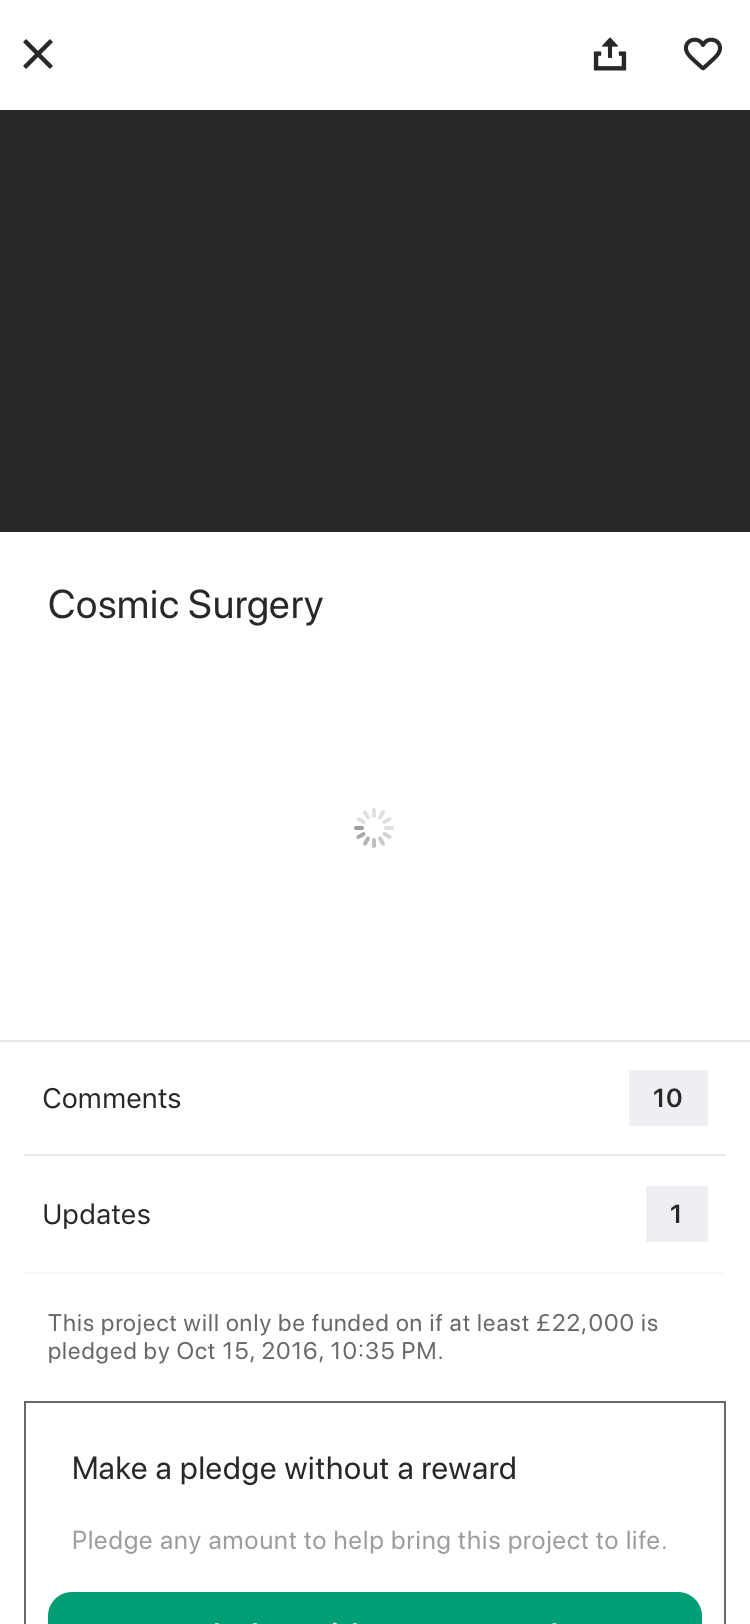 Cosmic Surgery
Comments
10
Updates
1
This project will only be funded on if at least £22,000 is
pledged by Oct 15, 2016, 10:35 PM.
Make a pledge without a reward
Pledge any amount to help bring this project to life.